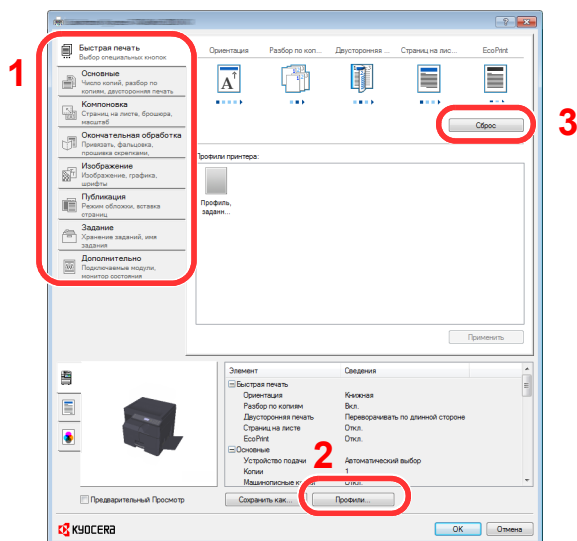 Быстрая печать
Выбор специальных кнопок
Основные
Число копий, разбор по
копиям, двусторонняя печать
Компоновка
Страниц на листе, брошюра,
масштаб
Окончательная обработка
Привязать, фальцовка,
прошивка скрепками,
Изображение
Изображение, графика,
шрифты
Публикация
Режим обложки, вставка
страниц
Задание
Хранение заданий, имя
задания
Дополнительно
Подключаемые модули,
монитор состояния
1
Ориентация Разбор по коп... Двусторонняя ... Страниц на лис... EcoPrint
A
Сброс
3
Профили принтера:
Профиль,
заданн...
Применить
Элемент Сведения
Быстрая печать
Ориентация Книжная
Разбор по копиям Вкл.
Двусторонняя печать Переворачивать по длинной стороне
Страниц на листе Откл.
EcoPrint Откл.
Основные
Устройство подачи Автоматический выбор
Копии 1
Машинописные Откл.
2
Предварительный Просмотр Сохранить как... Профили...
KYOCERA OK Отмена